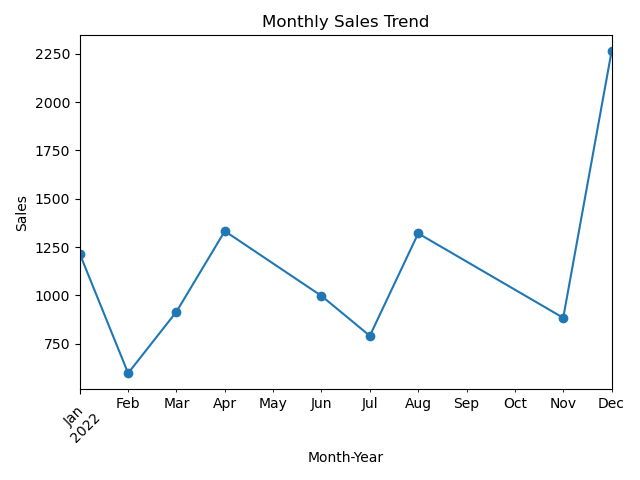 Monthly Sales Trend
Sales
2250
2000
1750
1500
1250
1000
750
Jan
2022
Feb
Mar
Apr
May
Jun
Jul
Aug
Sep
Oct
Nov
Dec
Month-Year